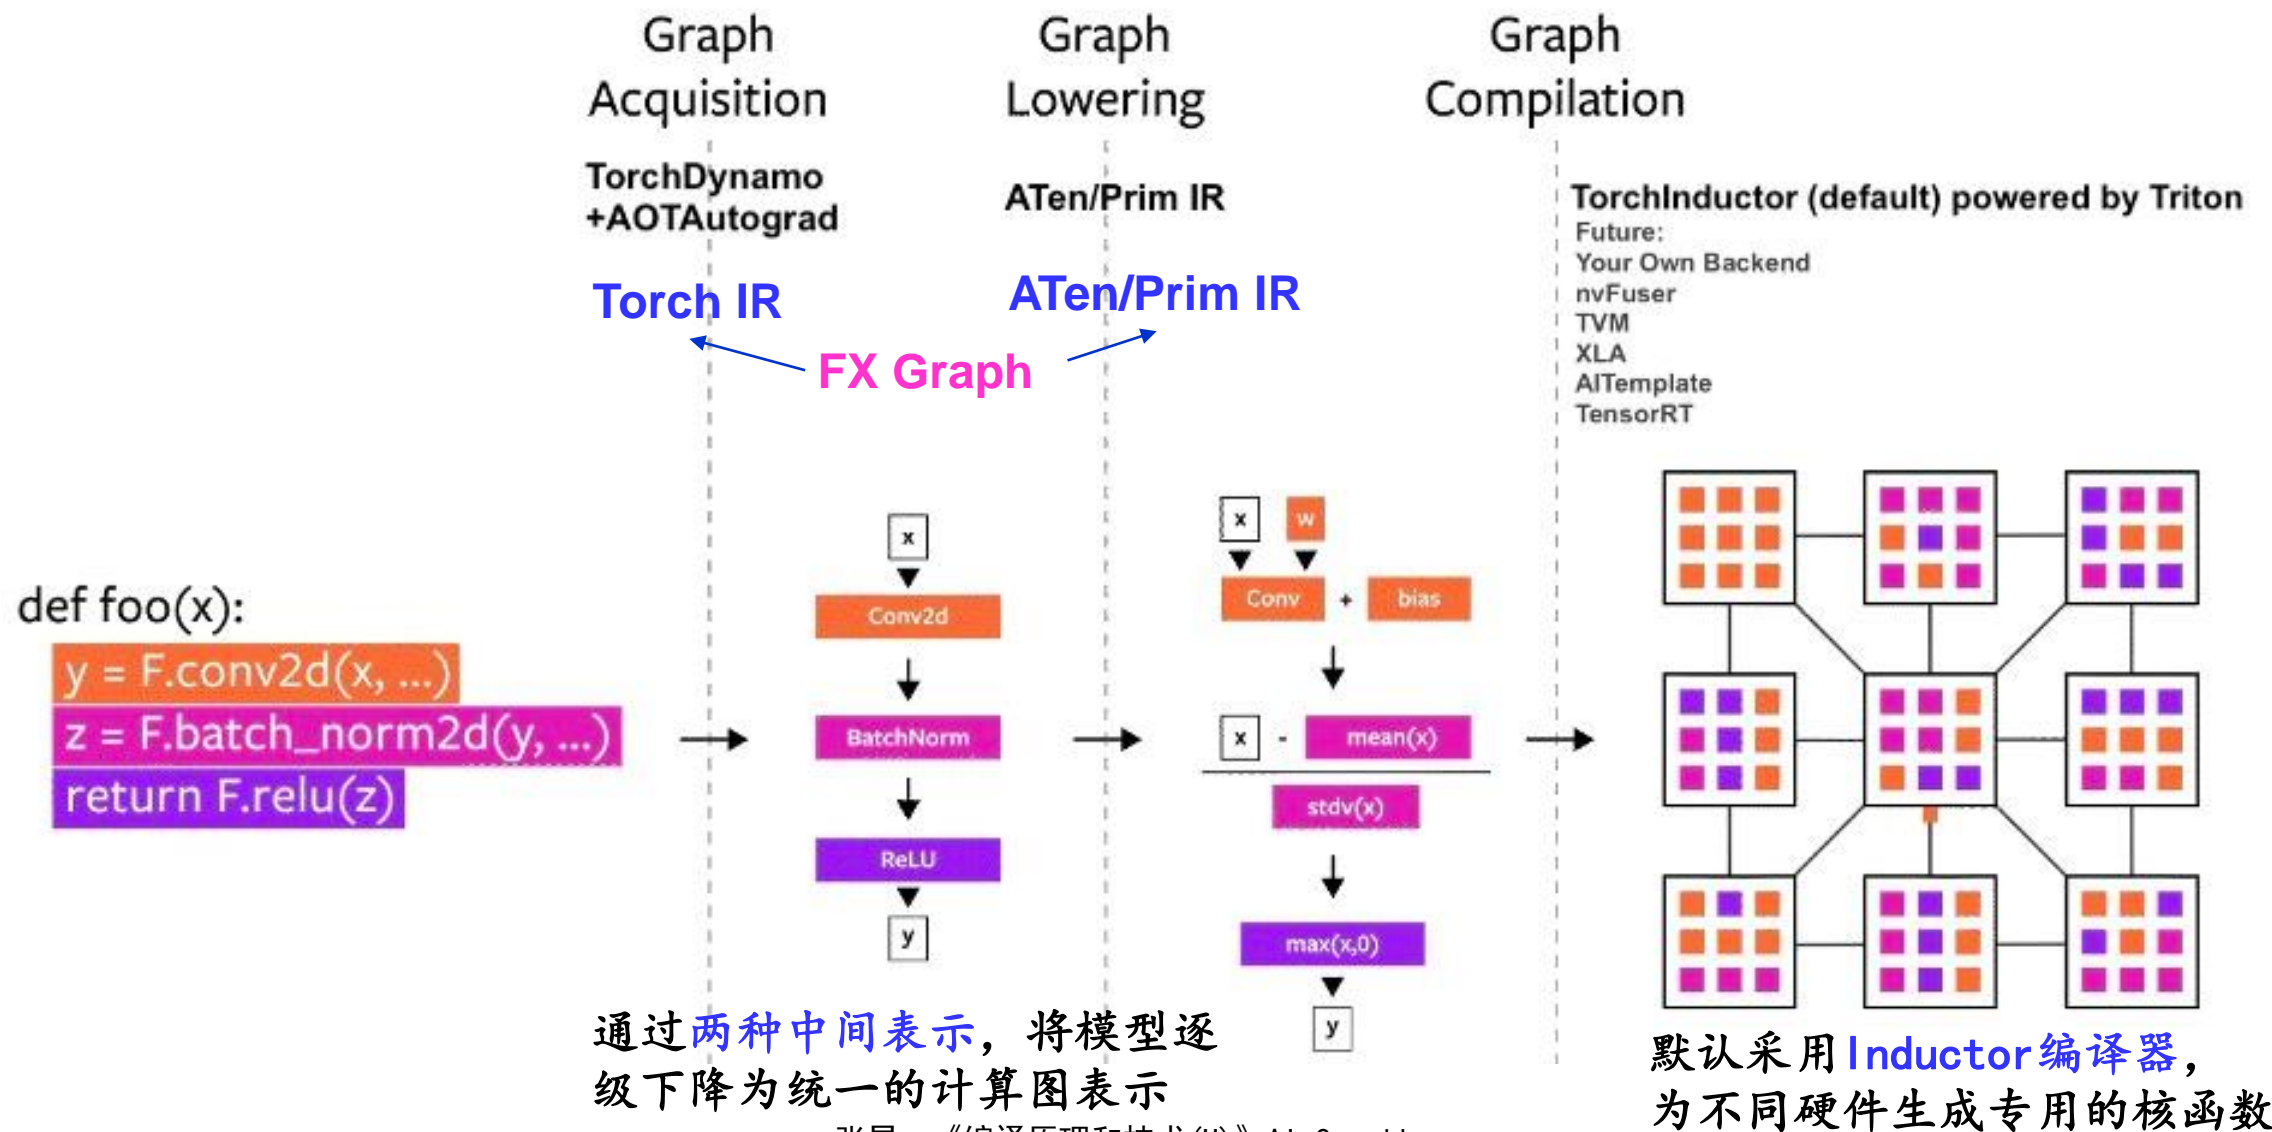 Graph
Acquisition
Graph
Lowering
Graph
Compilation
TorchDynamo
+AOTAutograd
ATen/Prim IR
TorchInductor (default) powered by Triton
Future:
Your Own Backend
nvFuser
TVM
XLA
AITemplate
TensorRT
Torch IR
ATen/Prim IR
FX Graph
def foo(x):
y = F.conv2d(x, ...)
z = F.batch_norm2d(y, ...)
return F.relu(z)
x
Conv2d
BatchNorm
ReLU
y
x w
Conv + bias
x - mean(x)
stdv(x)
max(x,0)
y
通过两种中间表示，将模型逐
级下降为统一的计算图表示
默认采用Inductor编译器，
为不同硬件生成专用的核函数